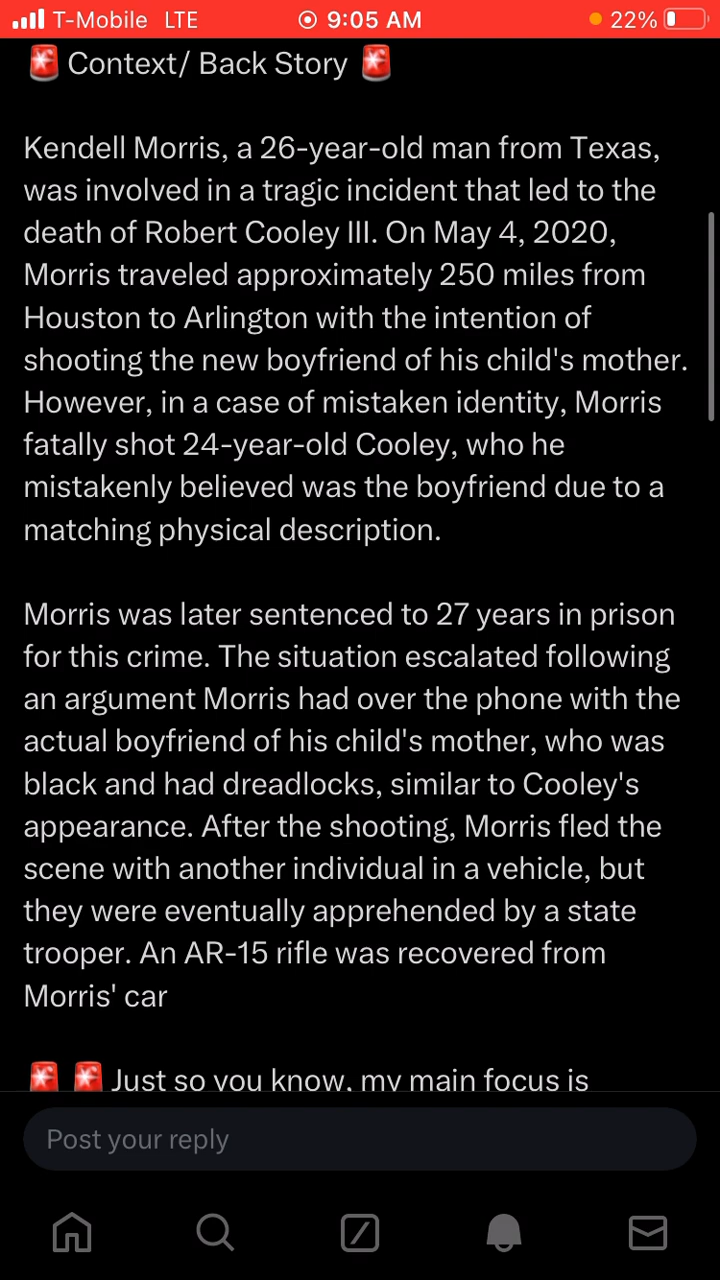 T-Mobile LTE 9:05 AM 22%
🚨 Context/ Back Story 🚨
Kendell Morris, a 26-year-old man from Texas,
was involved in a tragic incident that led to the
death of Robert Cooley III. On May 4, 2020,
Morris traveled approximately 250 miles from
Houston to Arlington with the intention of
shooting the new boyfriend of his child's mother.
However, in a case of mistaken identity, Morris
fatally shot 24-year-old Cooley, who he
mistakenly believed was the boyfriend due to a
matching physical description.
Morris was later sentenced to 27 years in prison
for this crime. The situation escalated following
an argument Morris had over the phone with the
actual boyfriend of his child's mother, who was
black and had dreadlocks, similar to Cooley's
appearance. After the shooting, Morris fled the
scene with another individual in a vehicle, but
they were eventually apprehended by a state
trooper. An AR-15 rifle was recovered from
Morris' car
🚨 🚨 Just so you know, my main focus is
Post your reply